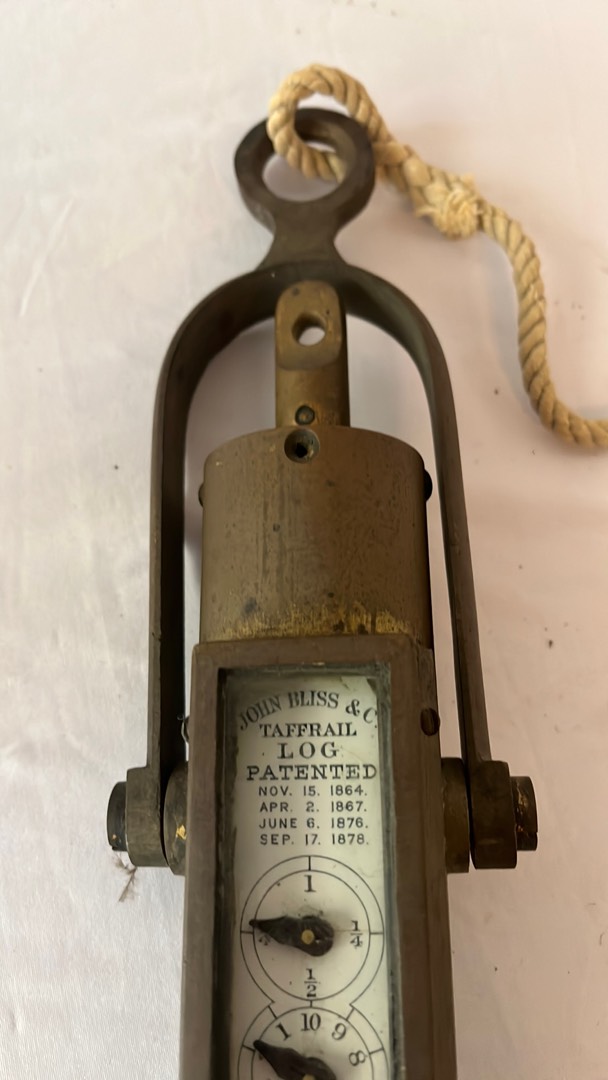 JOHN BLISS & C
TAFFRAIL
LOG
PATENTED
NOV. 15. 1864.
APR. 2. 1867.
JUNE 6. 1876.
SEP. 17. 1878.
1
1/4
1/2
1 10 9 8